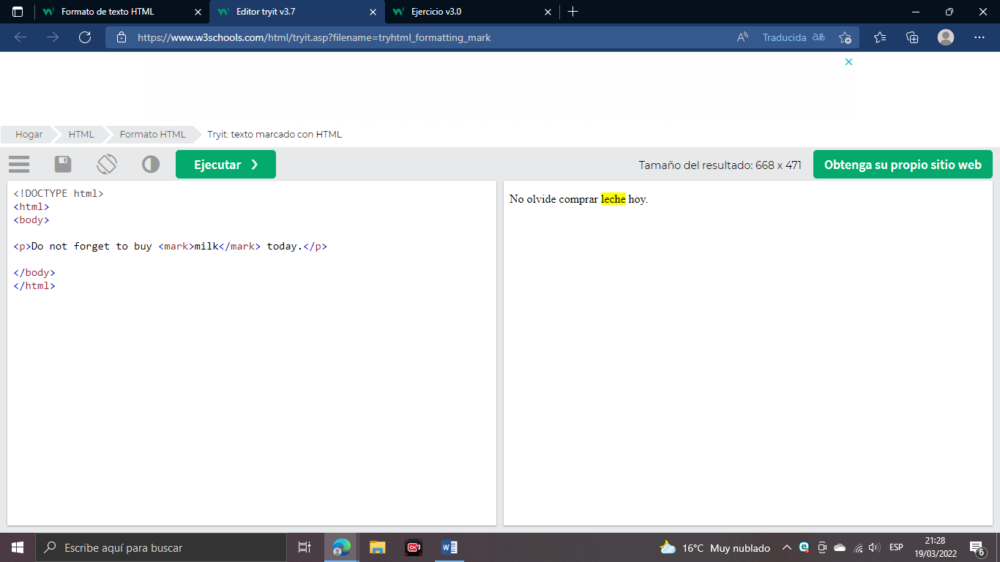 Formato de texto HTML
Editor tryit v3.7
Ejercicio v3.0
https://www.w3schools.com/html/tryit.asp?filename=tryhtml_formatting_mark
Traducida
Hogar
HTML
Formato HTML
Tryit: texto marcado con HTML
Ejecutar ❯
Tamaño del resultado: 668 x 471
Obtenga su propio sitio web
<!DOCTYPE html>
<html>
<body>
<p>Do not forget to buy <mark>milk</mark> today.</p>
</body>
</html>
No olvide comprar leche hoy.
Escribe aquí para buscar
16°C Muy nublado
ESP
21:28
19/03/2022
6